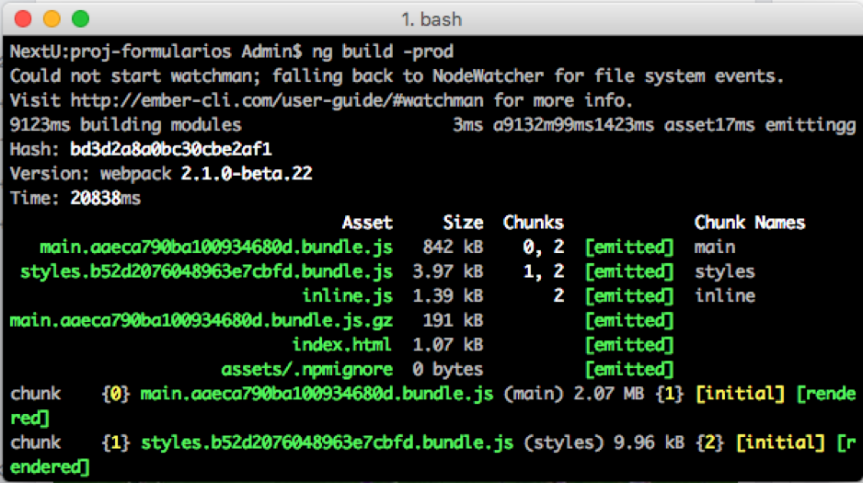 1. bash
NextU:proj-formularios Admin$ ng build -prod
Could not start watchman; falling back to NodeWatcher for file system events.
Visit http://ember-cli.com/user-guide/#watchman for more info.
9123ms building modules 3ms a9132m99ms1423ms asset17ms emittingg
Hash: bd3d2a8a0bc30cbe2af1
Version: webpack 2.1.0-beta.22
Time: 20838ms
Asset Size Chunks Chunk Names
main.aaeca790ba100934680d.bundle.js 842 kB 0, 2 [emitted] main
styles.b52d2076048963e7cbfd.bundle.js 3.97 kB 1, 2 [emitted] styles
inline.js 1.39 kB 2 [emitted] inline
main.aaeca790ba100934680d.bundle.js.gz 191 kB [emitted]
index.html 1.07 kB [emitted]
assets/.npmignore 0 bytes [emitted]
chunk {0} main.aaeca790ba100934680d.bundle.js (main) 2.07 MB {1} [initial] [rende
red]
chunk {1} styles.b52d2076048963e7cbfd.bundle.js (styles) 9.96 kB {2} [initial] [r
endered]